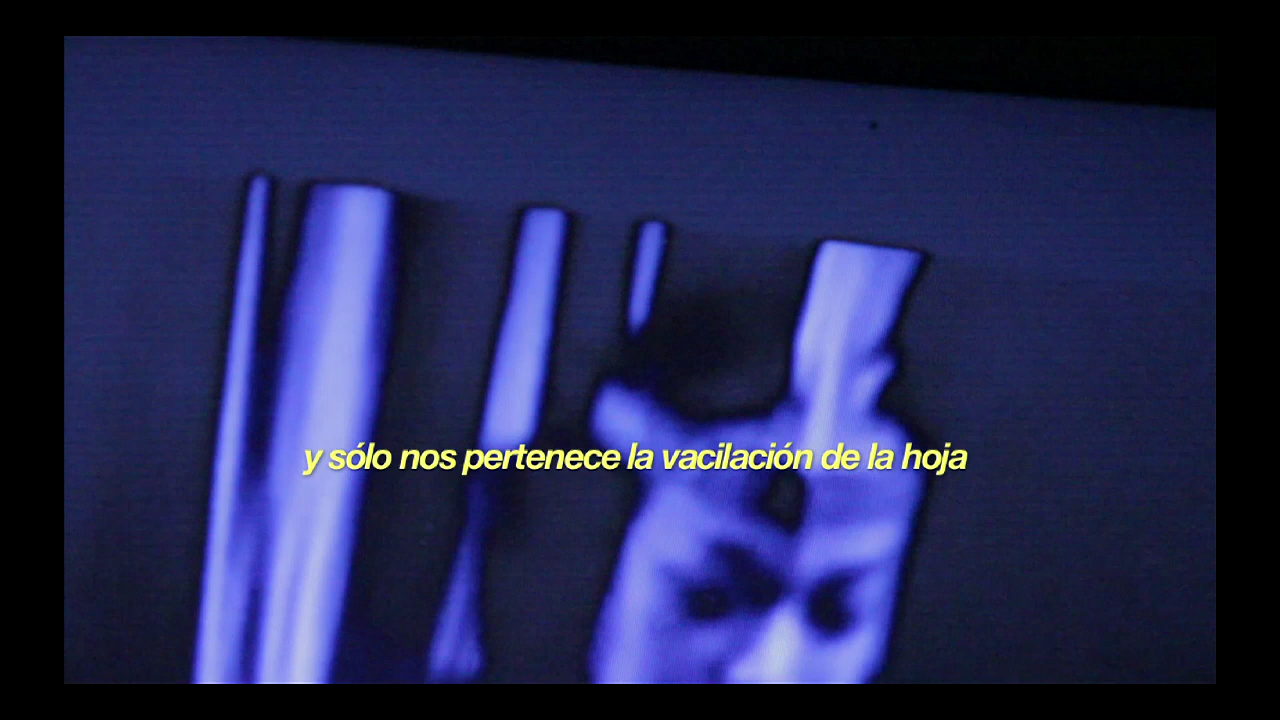 y sólo nos pertenece la vacilación de la hoja